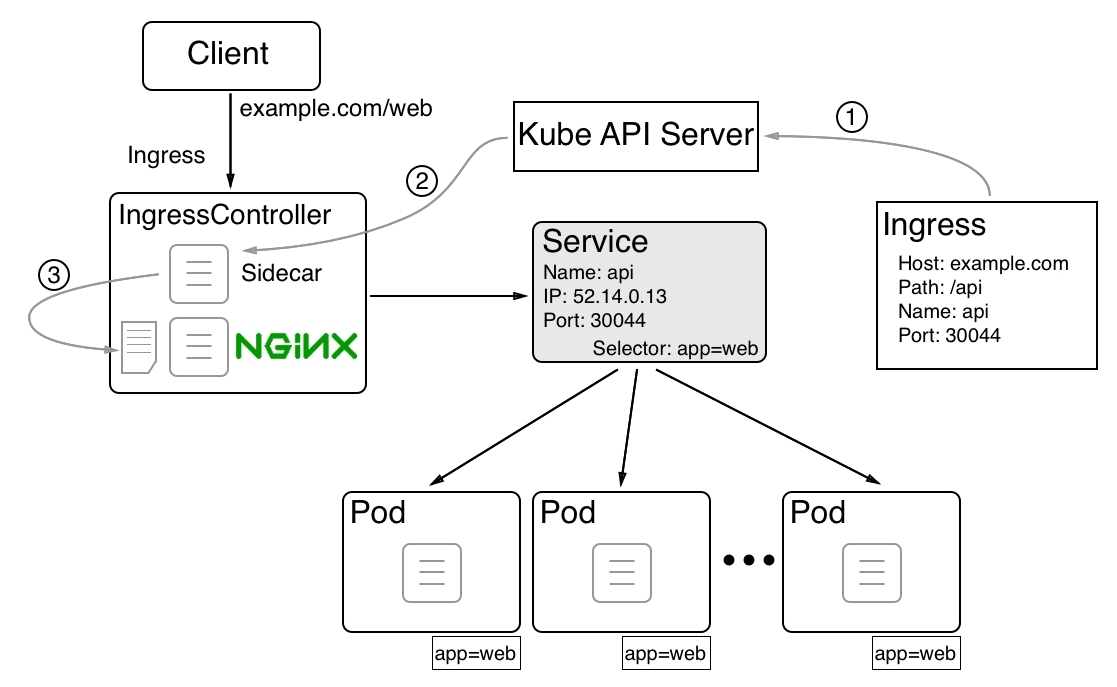 Client
example.com/web
Ingress
Kube API Server
1
2
IngressController
Sidecar
3
NGINX
Service
Name: api
IP: 52.14.0.13
Port: 30044
Selector: app=web
Ingress
Host: example.com
Path: /api
Name: api
Port: 30044
Pod
Pod
Pod
app=web
app=web
app=web